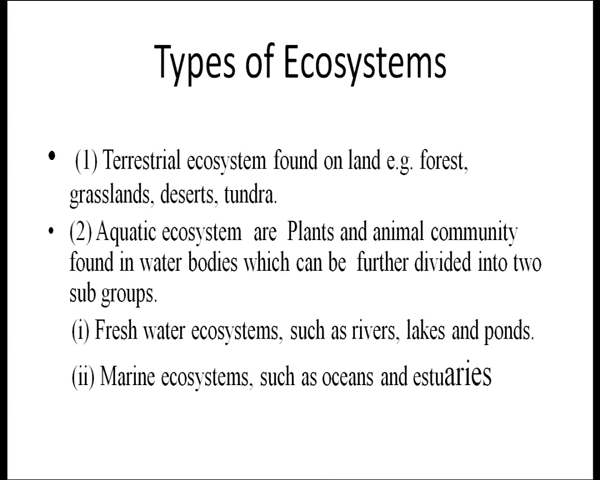 Types of Ecosystems
• (1) Terrestrial ecosystem found on land e.g. forest,
grasslands, deserts, tundra.
• (2) Aquatic ecosystem are Plants and animal community
found in water bodies which can be further divided into two
sub groups.
(i) Fresh water ecosystems, such as rivers, lakes and ponds.
(ii) Marine ecosystems, such as oceans and estuaries